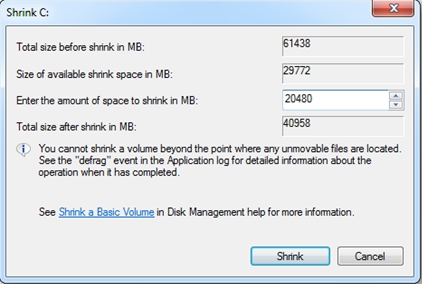 Shrink C:
Total size before shrink in MB: 61438
Size of available shrink space in MB: 29772
Enter the amount of space to shrink in MB: 20480
Total size after shrink in MB: 40958
You cannot shrink a volume beyond the point where any unmovable files are located.
See the "defrag" event in the Application log for detailed information about the
operation when it has completed.
See Shrink a Basic Volume in Disk Management help for more information.
Shrink Cancel